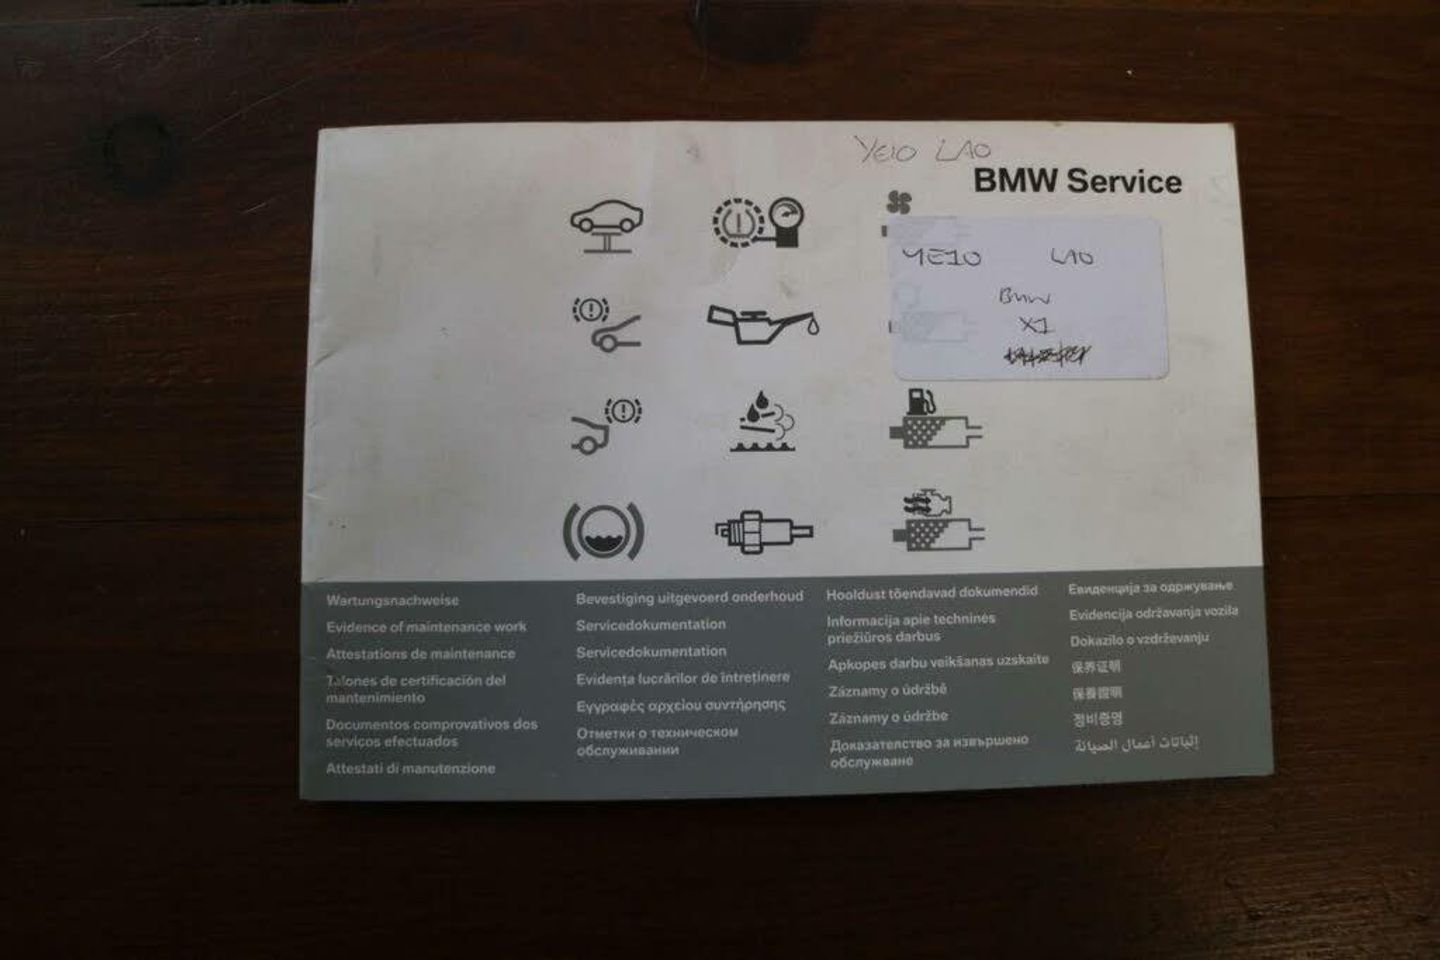 YE10 LAO
BMW Service
YE10 LAO
BMW
X1
Wartungsnachweise
Evidence of maintenance work
Attestations de maintenance
Talones de certificación del
mantenimiento
Documentos comprovativos dos
serviços efectuados
Attestati di manutenzione
Bevestiging uitgevoerd onderhoud
Servicedokumentation
Servicedokumentation
Evidenţa lucrărilor de întreţinere
Εγγραφές αρχείου συντήρησης
Отметки о техническом
обслуживании
Hooldust tõendavad dokumendid
Informacija apie techninės
priežiūros darbus
Apkopes darbu veikšanas uzskaite
Záznamy o údržbě
Záznamy o údržbe
Доказателство за извършено
обслужване
Евиденција за одржување
Evidencija održavanja vozila
Dokazilo o vzdrževanju
保养证明
保養證明
정비증명
إثباتات أعمال الصيانة